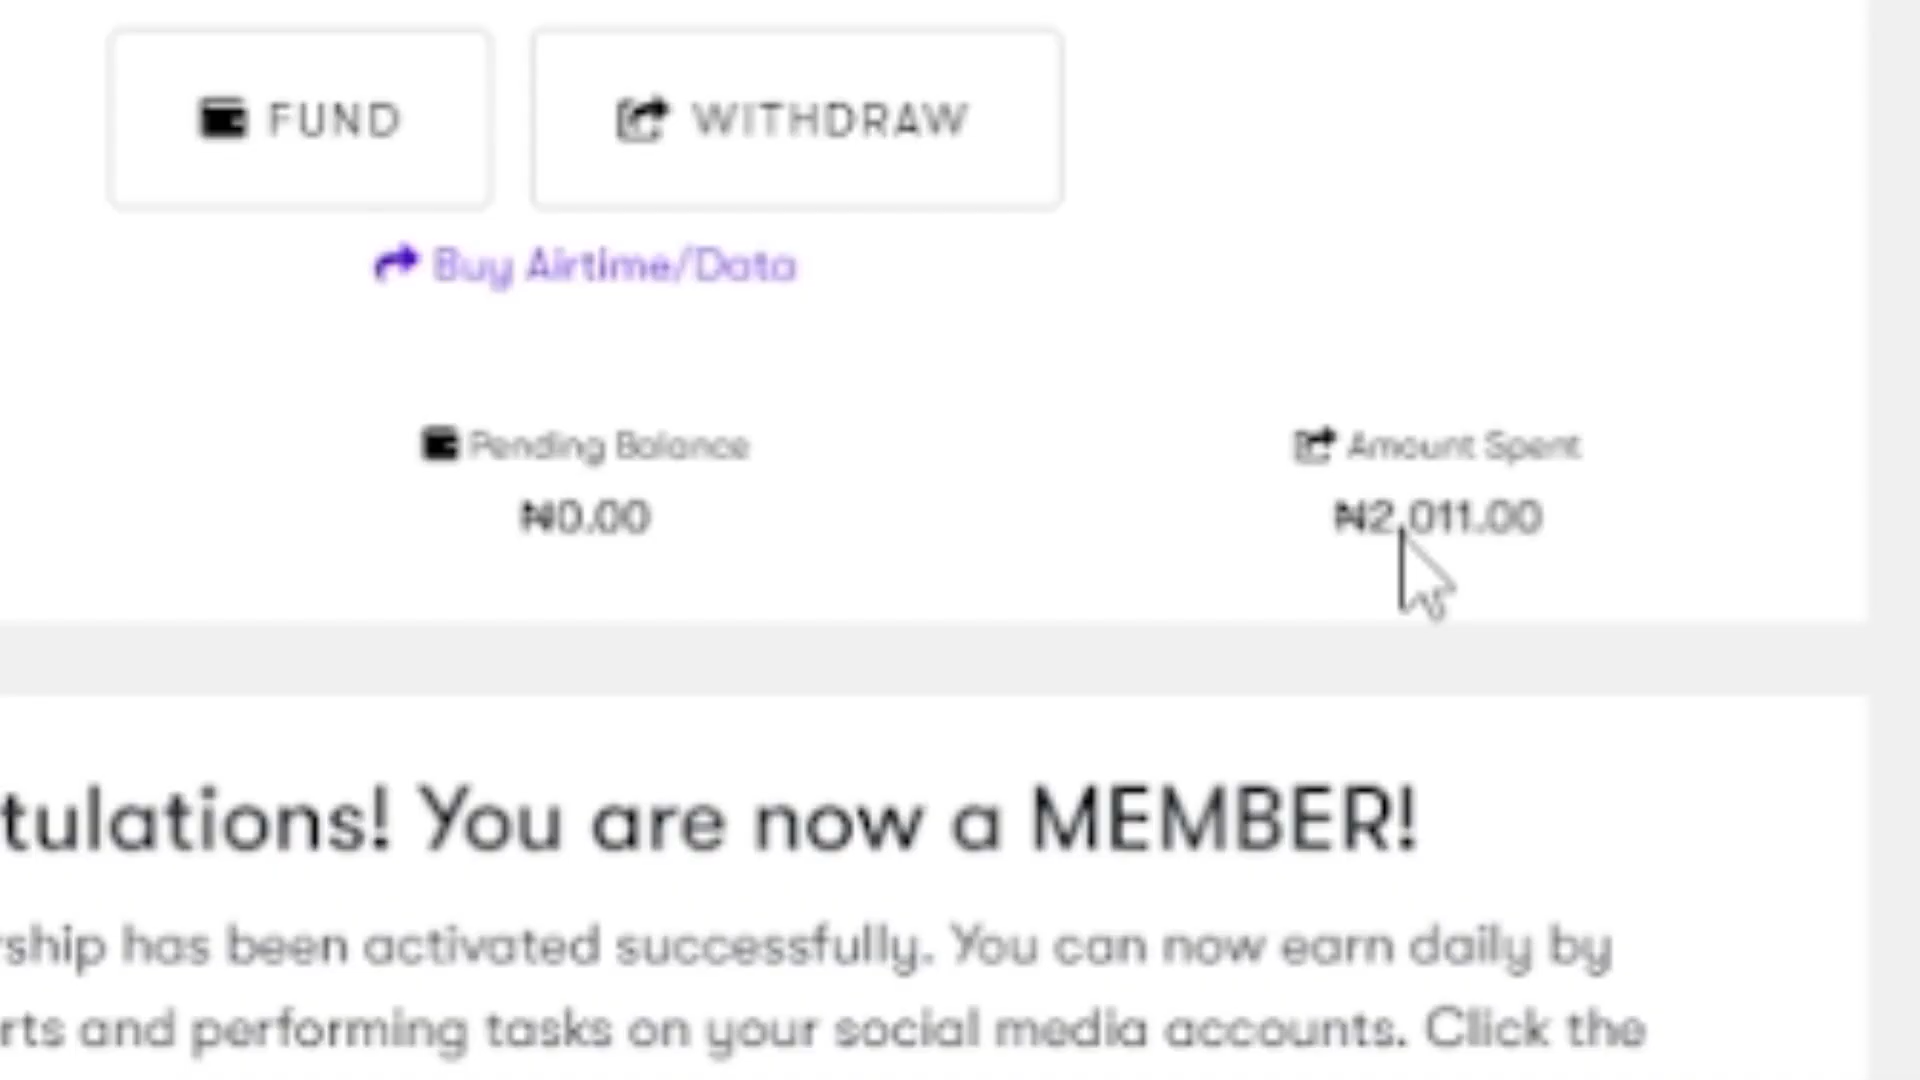 FUND WITHDRAW
Buy Airtime/Data
Pending Balance Amount Spent
₦0.00 ₦2,011.00
tulations! You are now a MEMBER!
rship has been activated successfully. You can now earn daily by
rts and performing tasks on your social media accounts. Click the